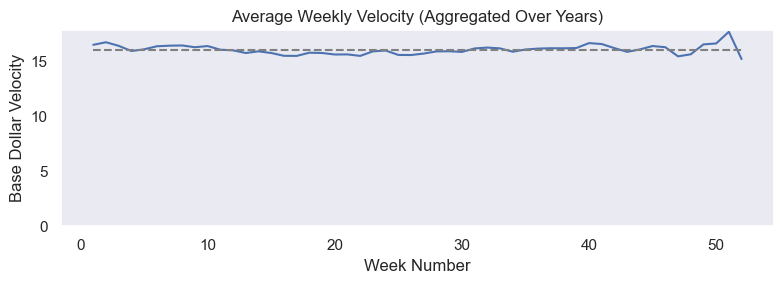 Average Weekly Velocity (Aggregated Over Years)
Base Dollar Velocity
15
10
5
0
0 10 20 30 40 50
Week Number